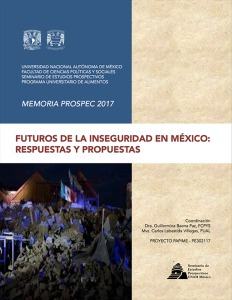 UNIVERSIDAD NACIONAL AUTÓNOMA DE MÉXICO
FACULTAD DE CIENCIAS POLÍTICAS Y SOCIALES
SEMINARIO DE ESTUDIOS PROSPECTIVOS
PROGRAMA UNIVERSITARIO DE ALIMENTOS
MEMORIA PROSPEC 2017
FUTUROS DE LA INSEGURIDAD EN MÉXICO:
RESPUESTAS Y PROPUESTAS
Coordinación
Dra. Guillermina Baena Paz, FCPYS
Mva. Carlos Labastida Villegas, PUAL
PROYECTO PAPIME - PE302117
Seminario de
Estudios
Prospectivos
UNAM México